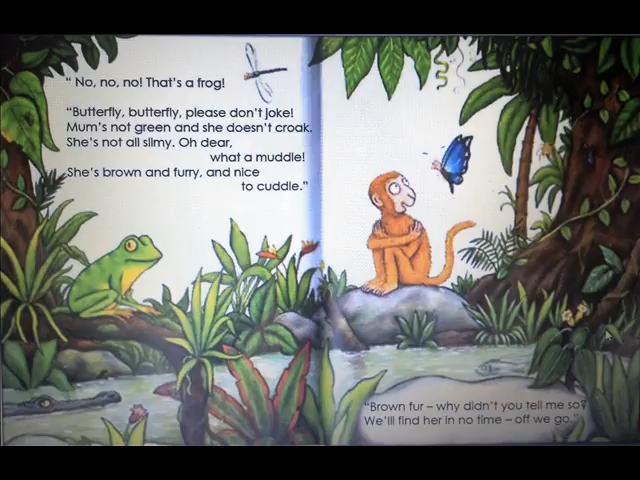 " No, no, no! That's a frog!
"Butterfly, butterfly, please don't joke!
Mum's not green and she doesn't croak.
She's not all slimy. Oh dear,
what a muddle!
She's brown and furry, and nice
to cuddle."
"Brown fur – why didn't you tell me so?
We'lll find her in no time – off we go."